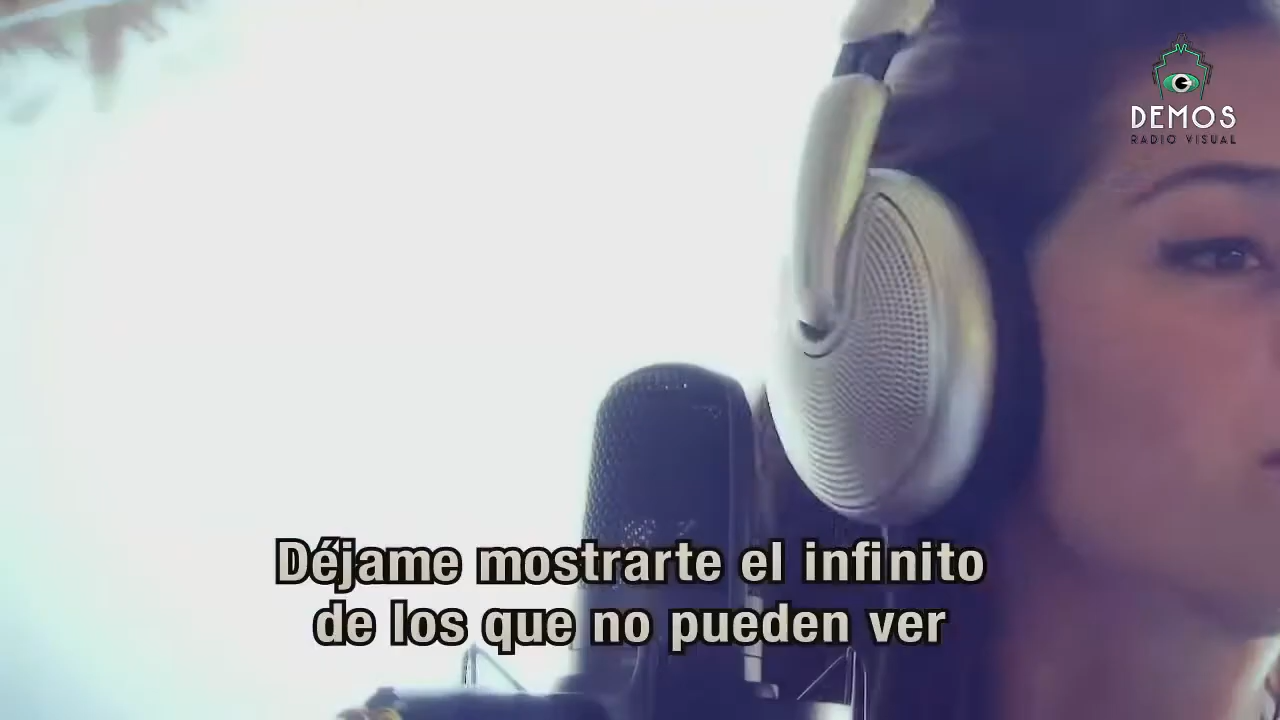 DEMOS
RADIO VISUAL
Déjame mostrarte el infinito
de los que no pueden ver